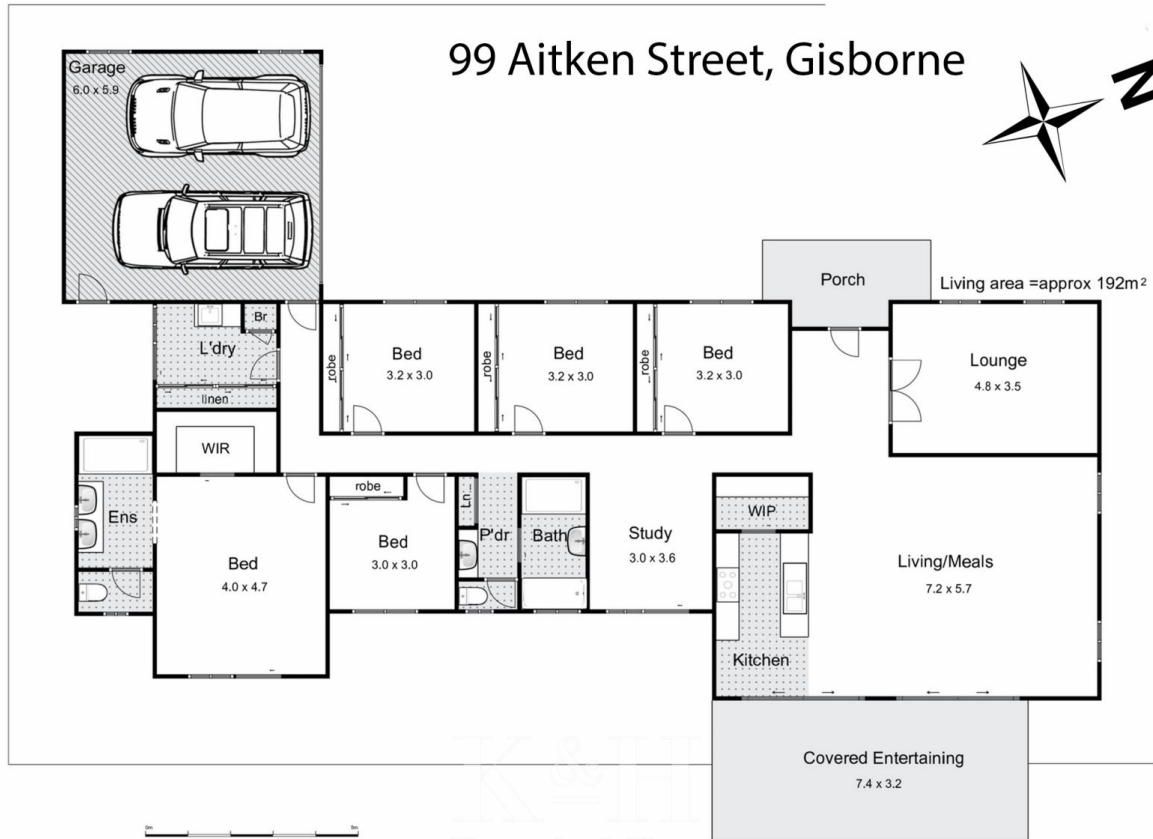 99 Aitken Street, Gisborne
N
Garage
6.0 x 5.9
Porch
Living area =approx 192m²
Br
L'dry
linen
robe
Bed
3.2 x 3.0
robe
Bed
3.2 x 3.0
robe
Bed
3.2 x 3.0
Lounge
4.8 x 3.5
WIR
Ens
Bed
4.0 x 4.7
robe
Bed
3.0 x 3.0
Ln
P'dr
Bath
Study
3.0 x 3.6
WIP
Kitchen
Living/Meals
7.2 x 5.7
Covered Entertaining
7.4 x 3.2
K&H
0m
5m